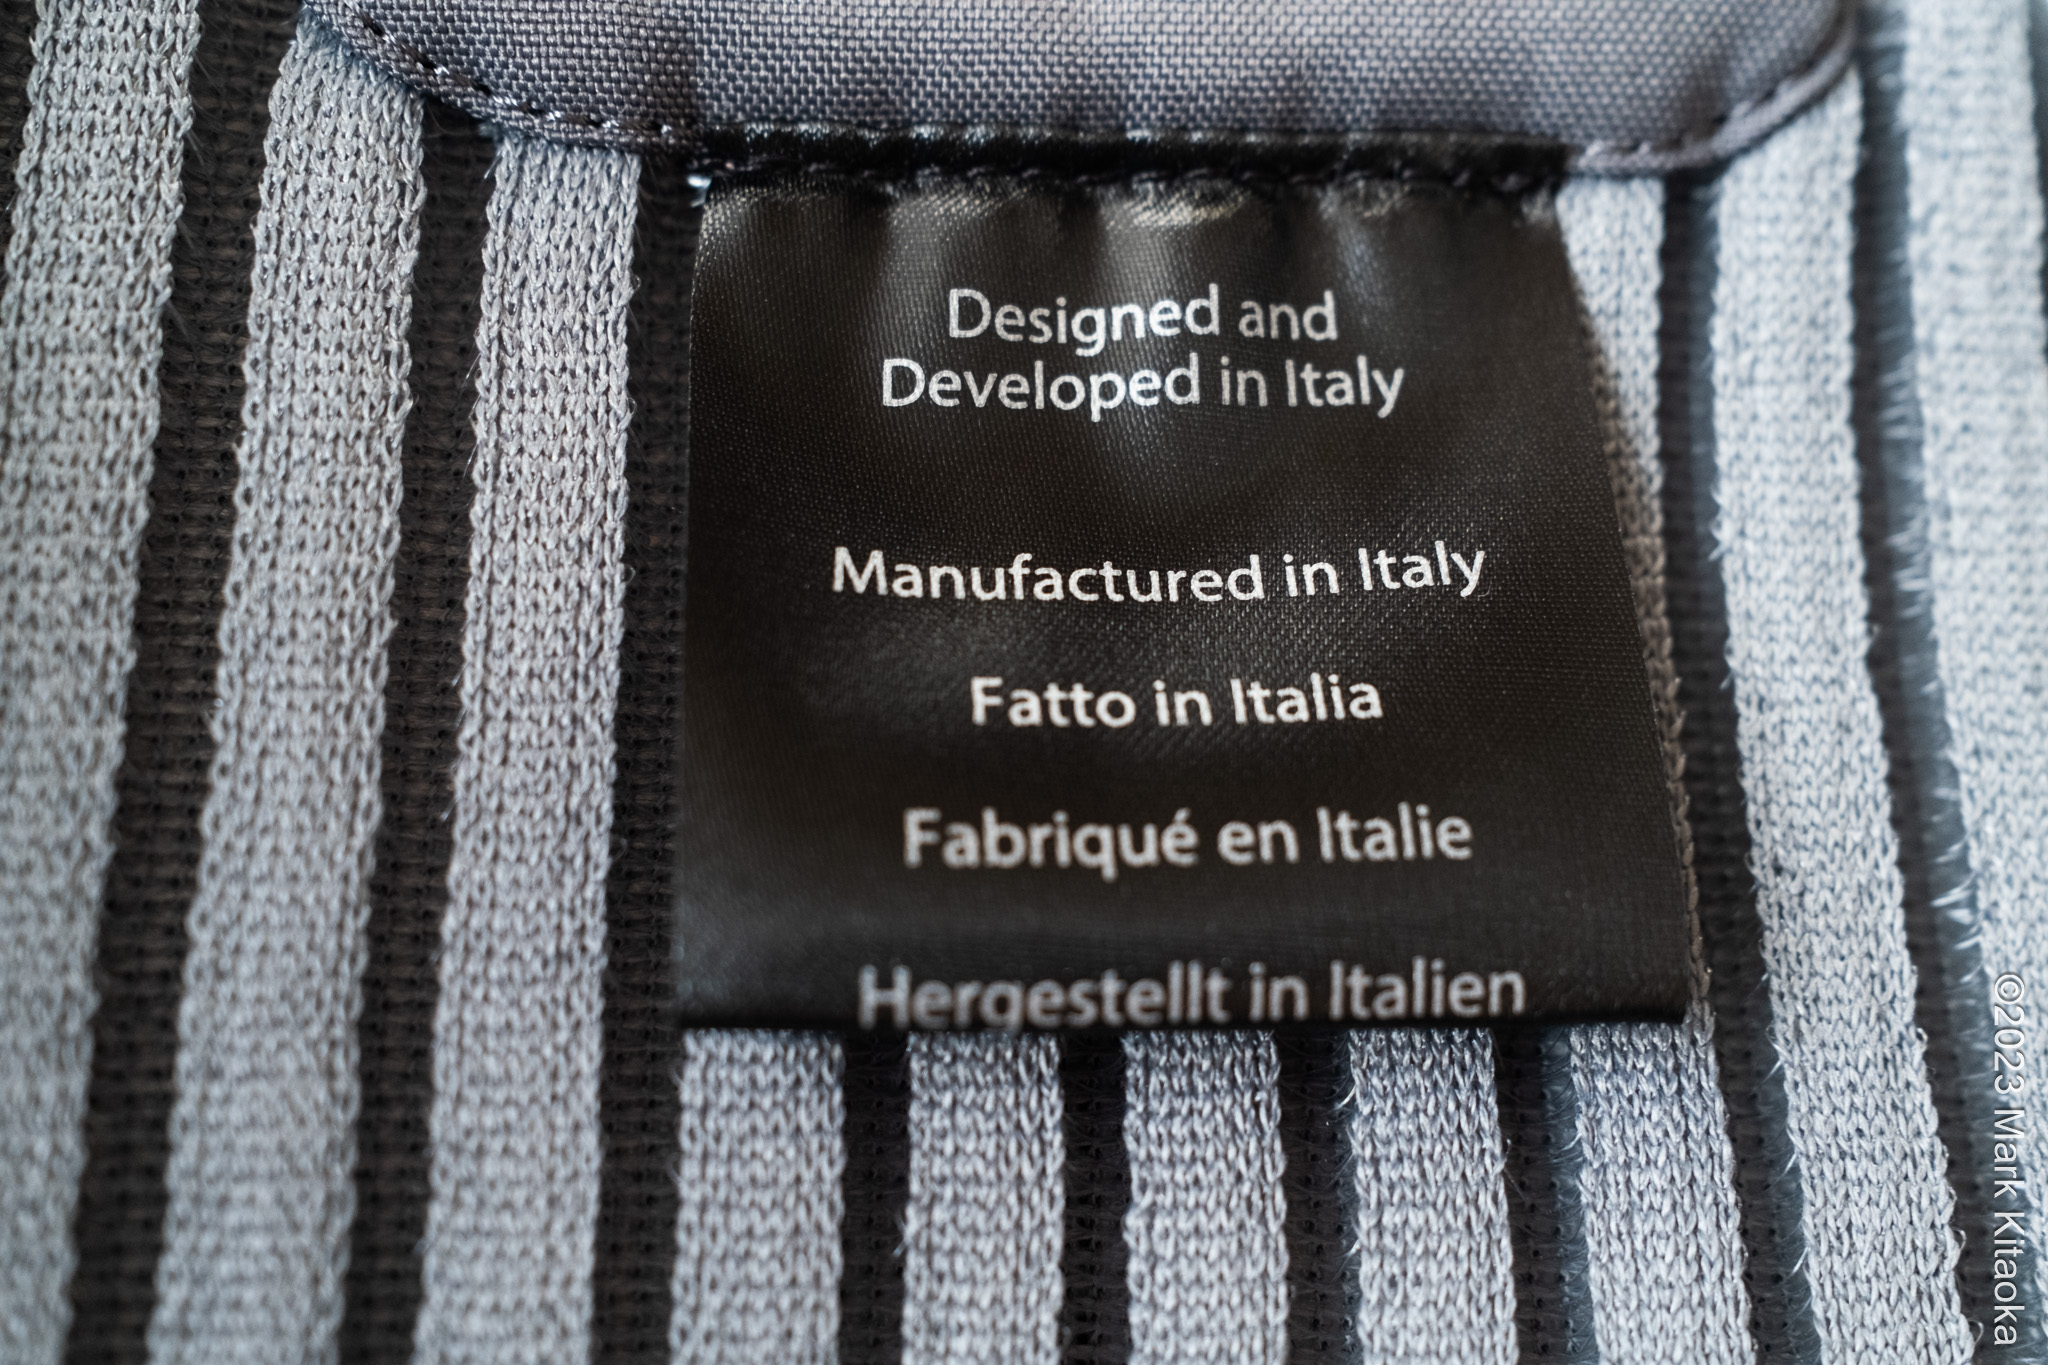 Designed and
Developed in Italy
Manufactured in Italy
Fatto in Italia
Fabriqué en Italie
Hergestellt in Italien
©2023 Mark Kitaoka